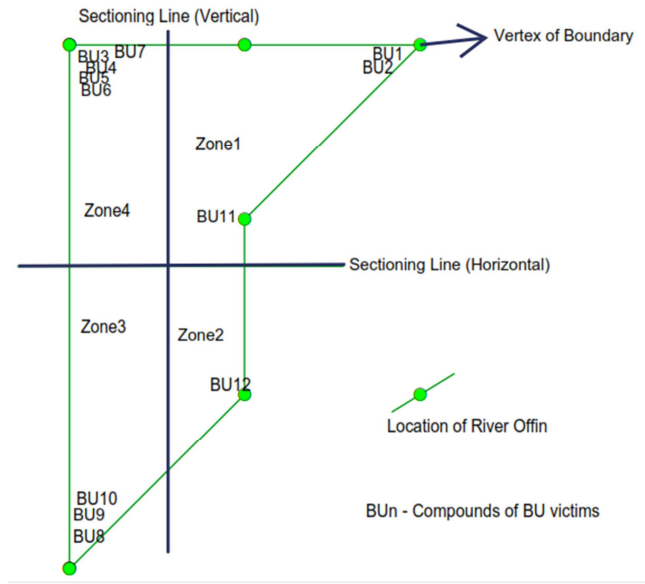 Sectioning Line (Vertical)
Vertex of Boundary
BU7
BU3
BU4
BU5
BU6
BU1
BU2
Zone1
Zone4
BU11
Sectioning Line (Horizontal)
Zone3
Zone2
BU12
Location of River Offin
BU10
BU9
BU8
BUn - Compounds of BU victims